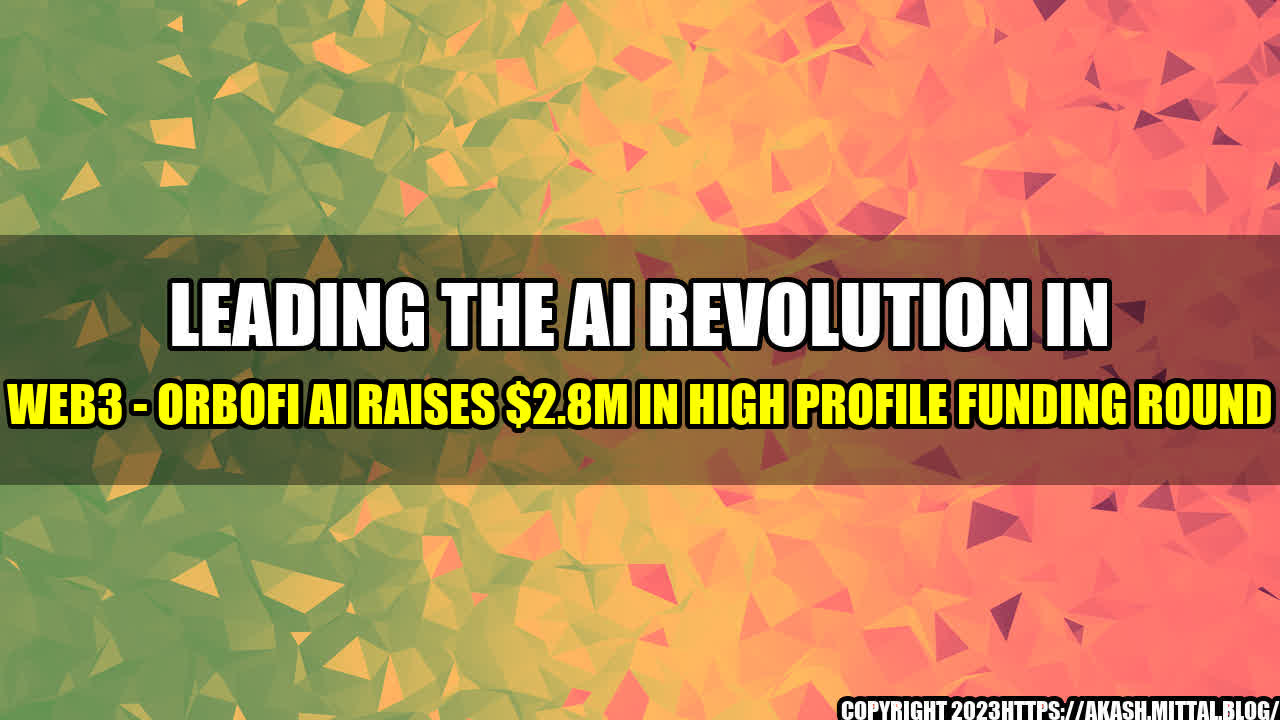 LEADING THE AI REVOLUTION IN
WEB3 - ORBOFI AI RAISES $2.8M IN HIGH PROFILE FUNDING ROUND
COPYRIGHT 2023HTTPS://AKASH.MITTAL.BLOG/